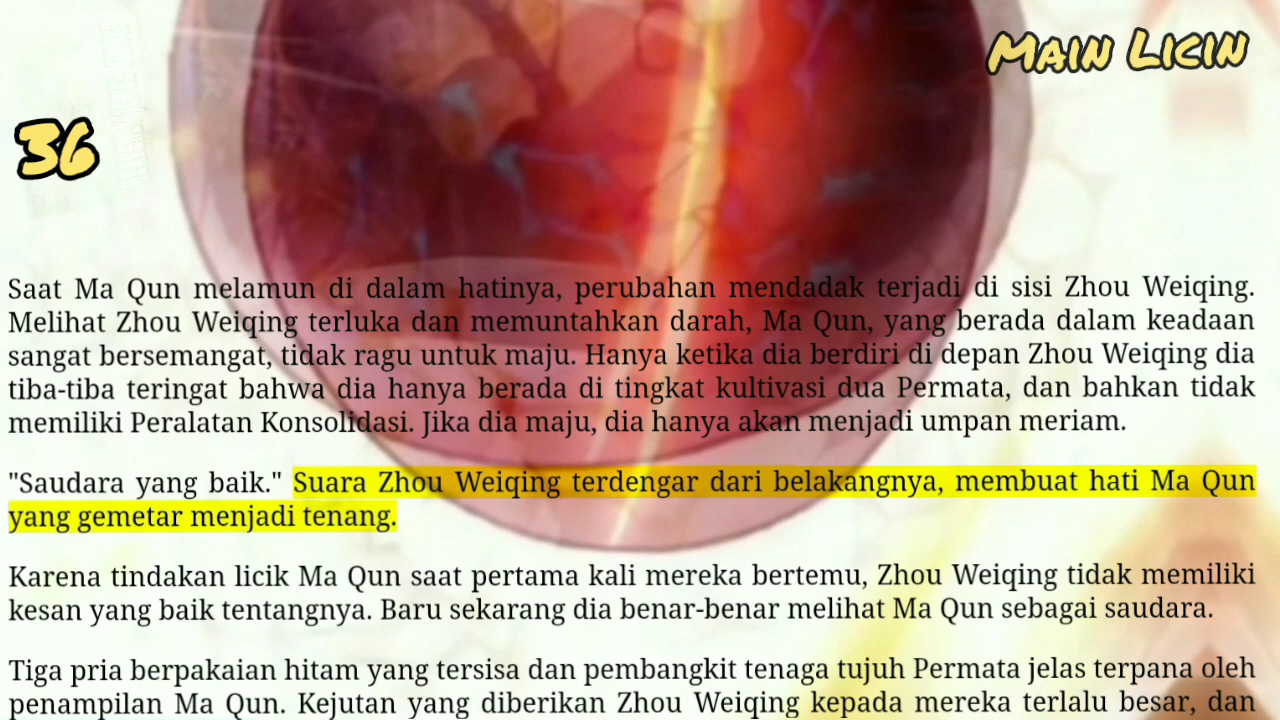 Main Licin
36
Saat Ma Qun melamun di dalam hatinya, perubahan mendadak terjadi di sisi Zhou Weiqing.
Melihat Zhou Weiqing terluka dan memuntahkan darah, Ma Qun, yang berada dalam keadaan
sangat bersemangat, tidak ragu untuk maju. Hanya ketika dia berdiri di depan Zhou Weiqing dia
tiba-tiba teringat bahwa dia hanya berada di tingkat kultivasi dua Permata, dan bahkan tidak
memiliki Peralatan Konsolidasi. Jika dia maju, dia hanya akan menjadi umpan meriam.
"Saudara yang baik." Suara Zhou Weiqing terdengar dari belakangnya, membuat hati Ma Qun
yang gemetar menjadi tenang.
Karena tindakan licik Ma Qun saat pertama kali mereka bertemu, Zhou Weiqing tidak memiliki
kesan yang baik tentangnya. Baru sekarang dia benar-benar melihat Ma Qun sebagai saudara.
Tiga pria berpakaian hitam yang tersisa dan pembangkit tenaga tujuh Permata jelas terpana oleh
penampilan Ma Qun. Kejutan yang diberikan Zhou Weiqing kepada mereka terlalu besar, dan